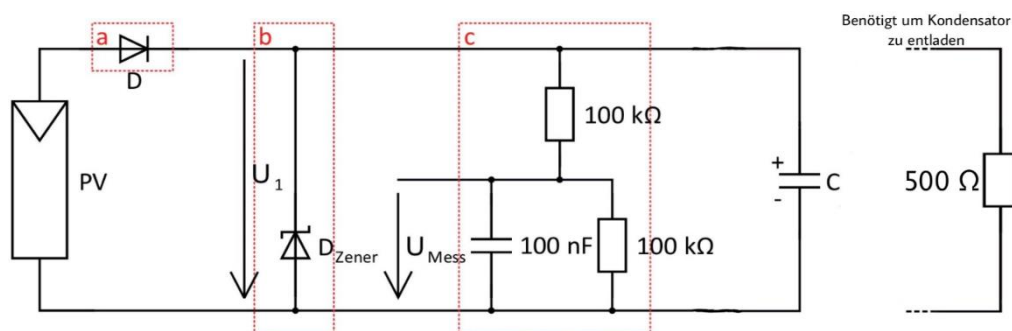 Benötigt um Kondensator
zu entladen
a
b
c
D
100 kΩ
PV
U1
+
-
C
500 Ω
DZener
UMess
100 nF
100 kΩ